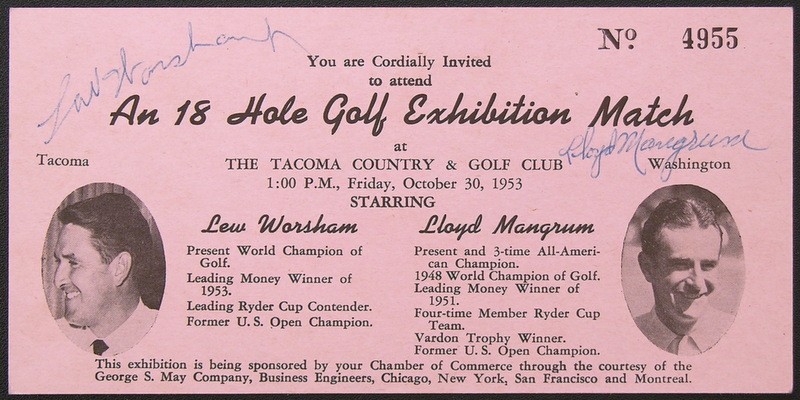 Nº 4955
Lew Worsham
You are Cordially Invited
to attend
An 18 Hole Golf Exhibition Match
at
Lloyd Mangrum
Tacoma THE TACOMA COUNTRY & GOLF CLUB Washington
1:00 P.M., Friday, October 30, 1953
STARRING
Lew Worsham
Present World Champion of
Golf.
Leading Money Winner of
1953.
Leading Ryder Cup Contender.
Former U. S. Open Champion.
Lloyd Mangrum
Present and 3-time All-Ameri-
can Champion.
1948 World Champion of Golf.
Leading Money Winner of
1951.
Four-time Member Ryder Cup
Team.
Vardon Trophy Winner.
Former U. S. Open Champion.
This exhibition is being sponsored by your Chamber of Commerce through the courtesy of the
George S. May Company, Business Engineers, Chicago, New York, San Francisco and Montreal.